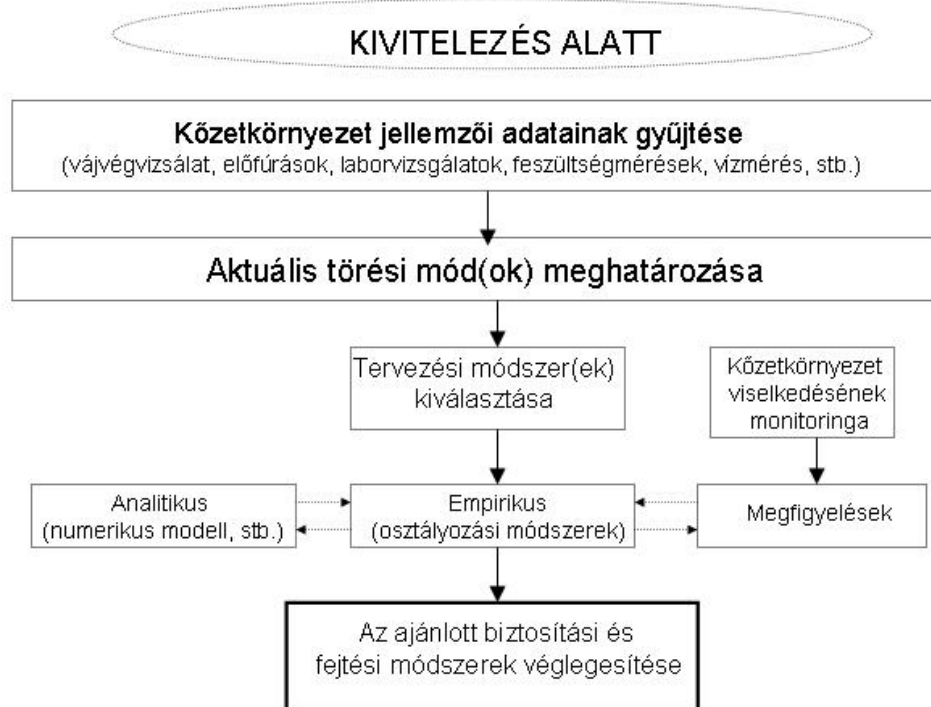 KIVITELEZÉS ALATT
Kőzetkörnyezet jellemzői adatainak gyűjtése
(vájvégvizsálat, előfúrások, laborvizsgálatok, feszültségmérések, vízmérés, stb.)
Aktuális törési mód(ok) meghatározása
Tervezési módszer(ek)
kiválasztása
Kőzetkörnyezet
viselkedésének
monitoringa
Analitikus
(numerikus modell, stb.)
Empirikus
(osztályozási módszerek)
Megfigyelések
Az ajánlott biztosítási és
fejtési módszerek véglegesítése